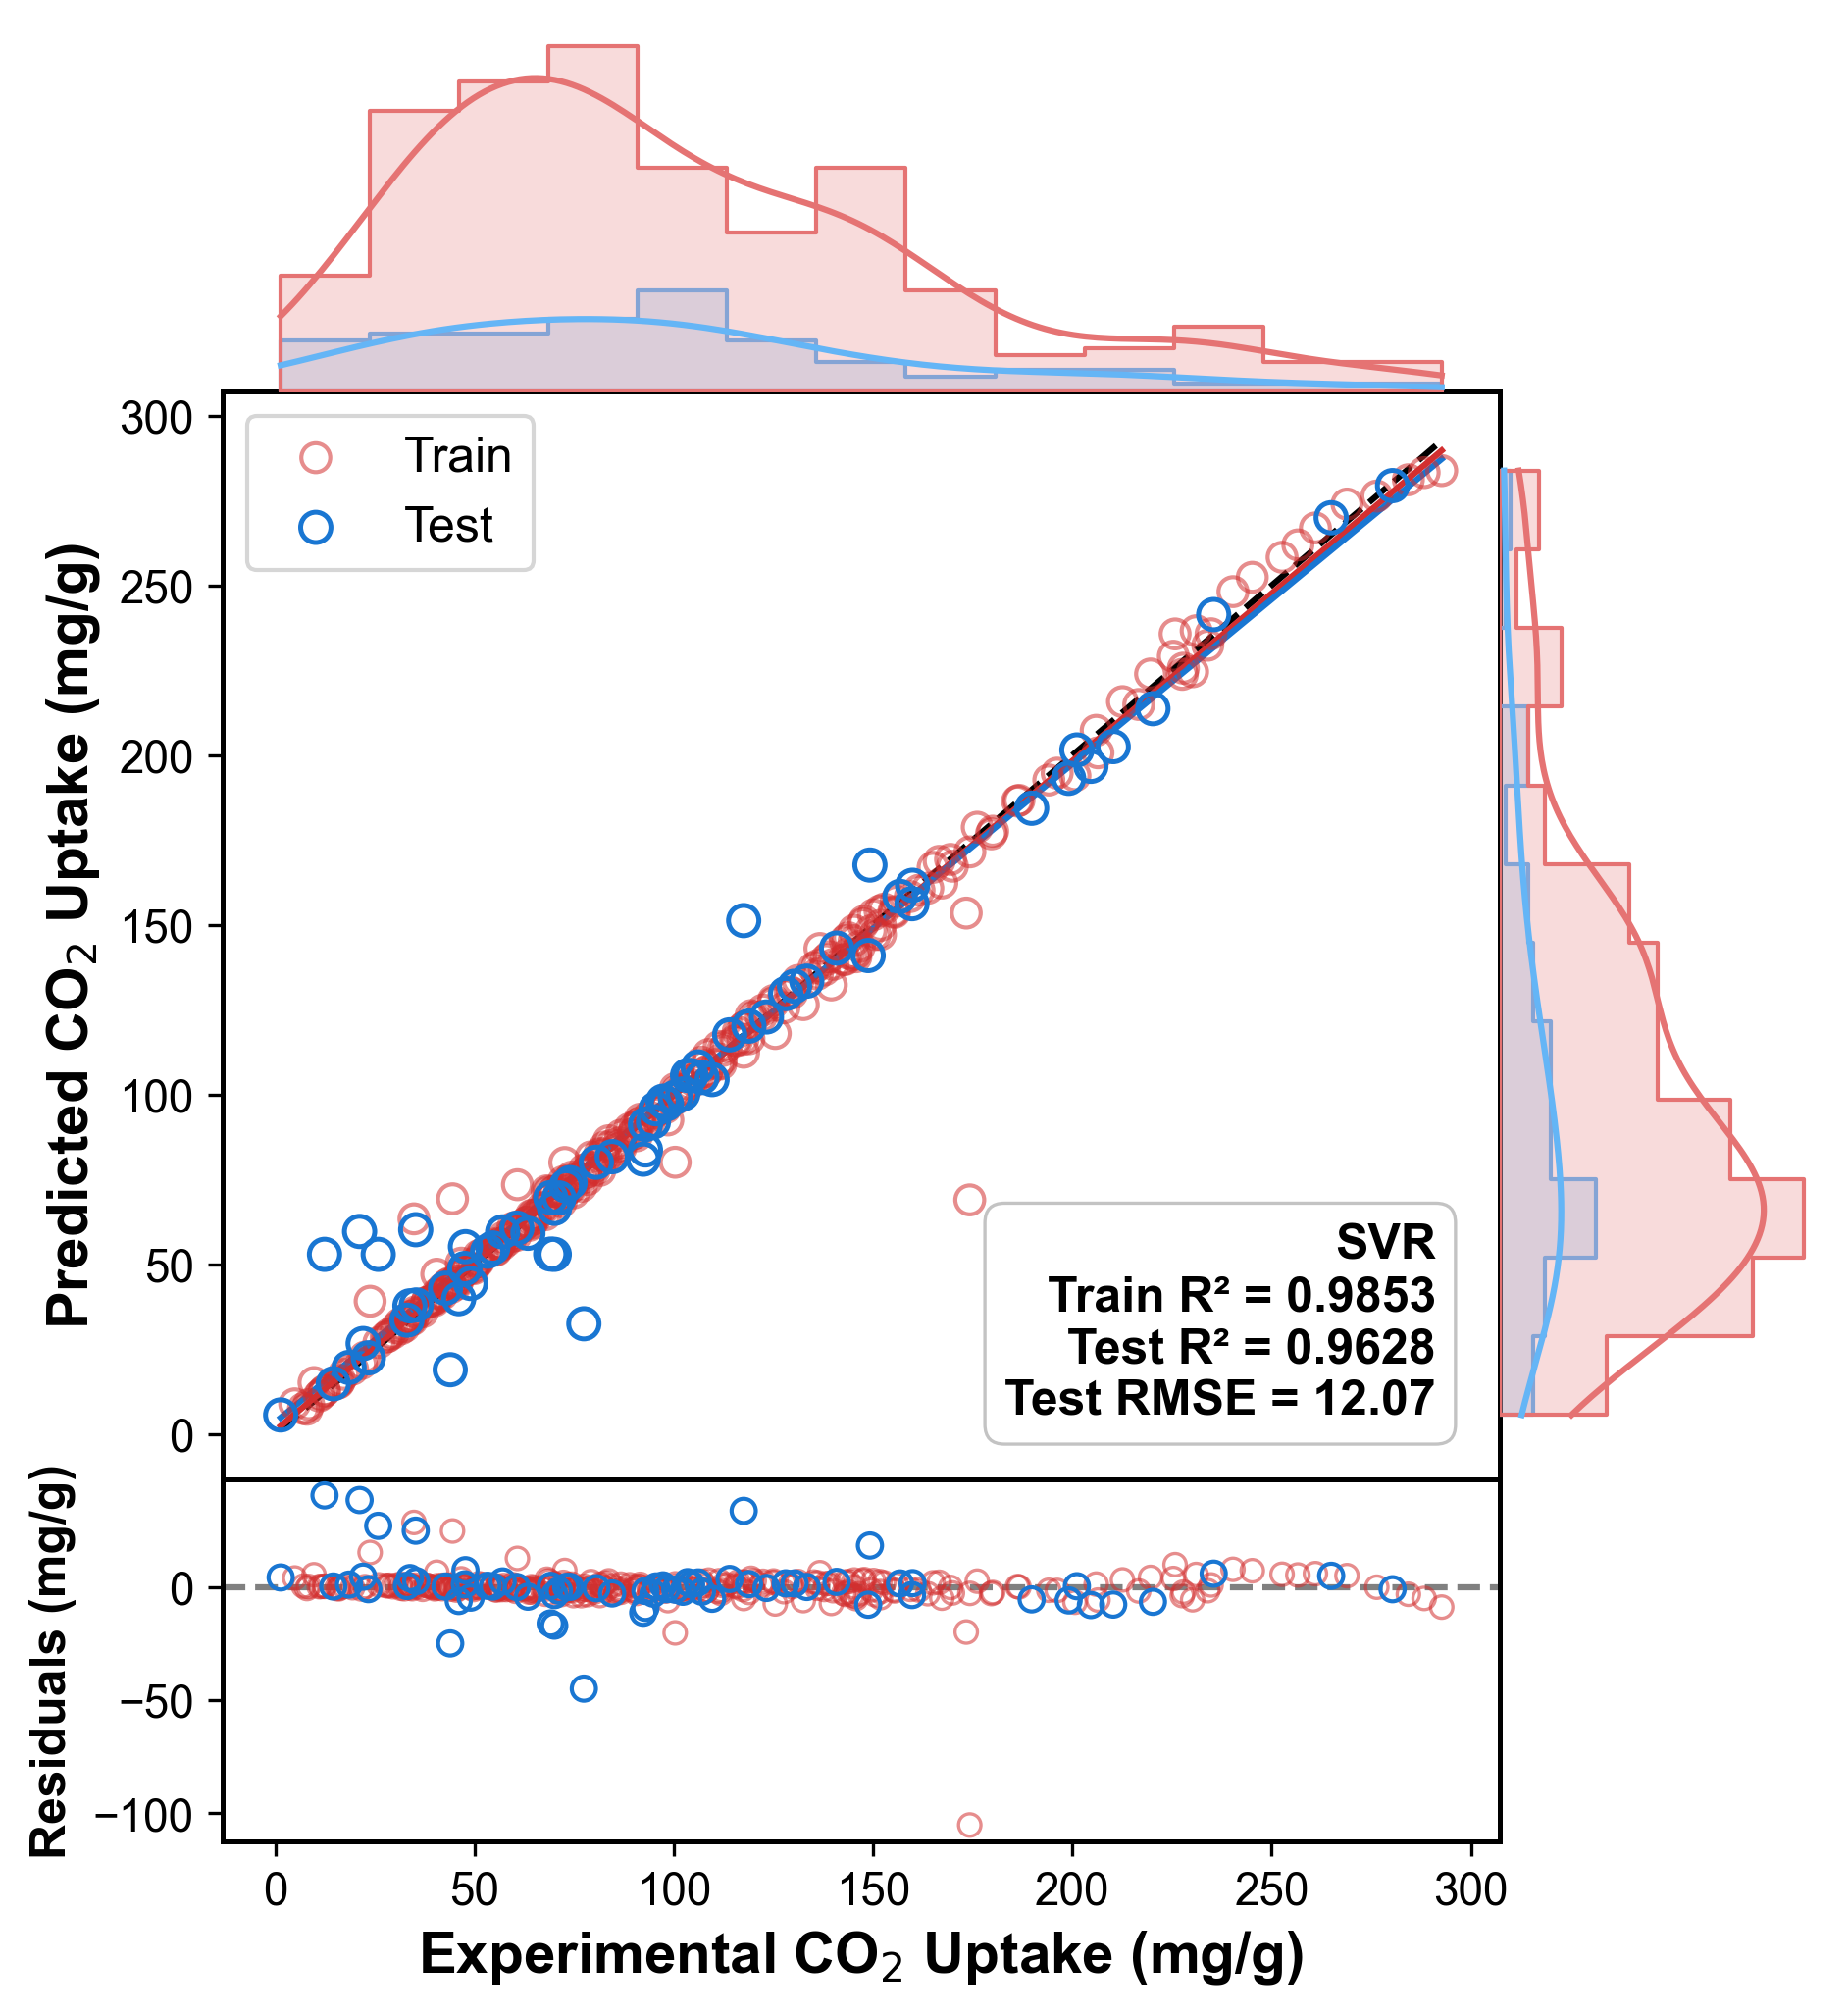 300
250
200
150
100
50
0
Predicted CO₂ Uptake (mg/g)
Train
Test
SVR
Train R² = 0.9853
Test R² = 0.9628
Test RMSE = 12.07
0
−50
−100
Residuals (mg/g)
0 50 100 150 200 250 300
Experimental CO₂ Uptake (mg/g)